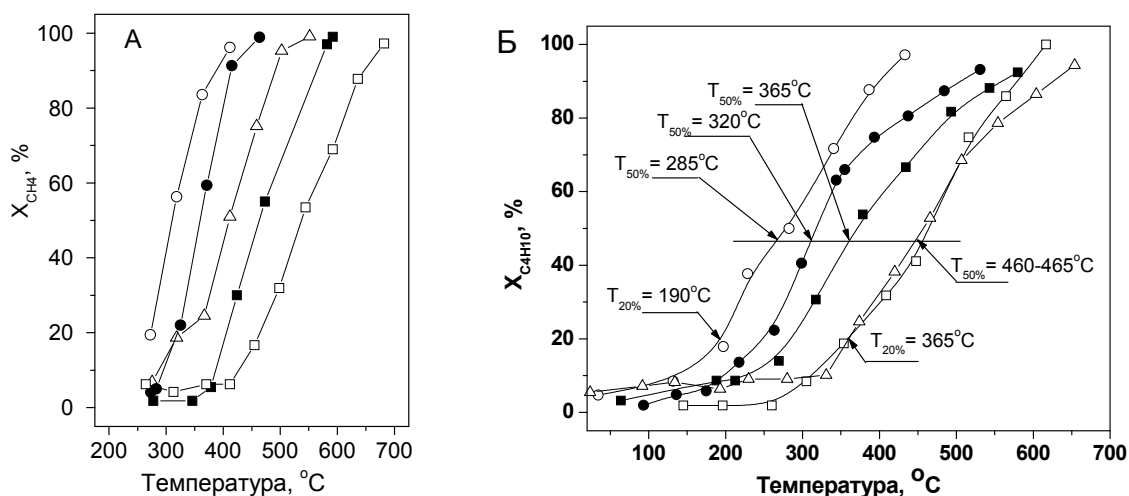 А
100
80
60
40
20
0
X_CH4, %
200 300 400 500 600 700
Температура, °C
Б
100
80
60
40
20
0
X_C4H10, %
T_50% = 365°C
T_50% = 320°C
T_50% = 285°C
T_50% = 460-465°C
T_20% = 190°C
T_20% = 365°C
100 200 300 400 500 600 700
Температура, °C